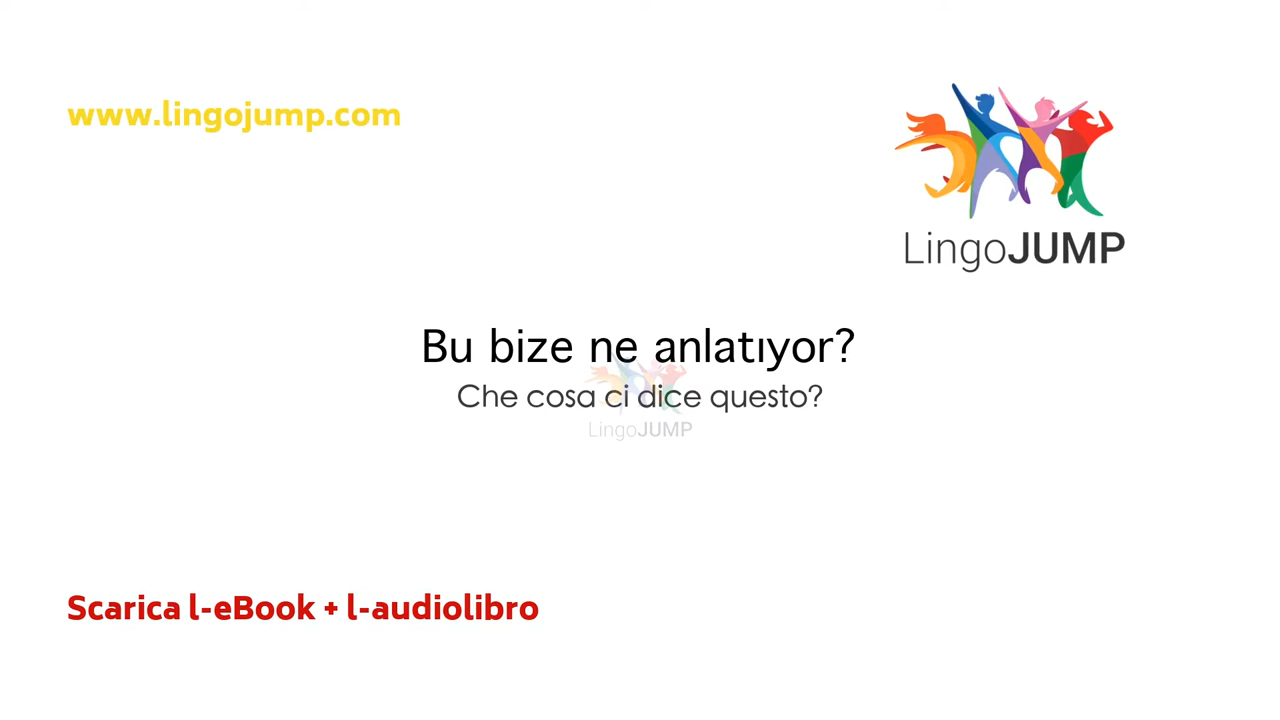 www.lingojump.com
LingoJUMP
Bu bize ne anlatıyor?
Che cosa ci dice questo?
LingoJUMP
Scarica l-eBook + l-audiolibro